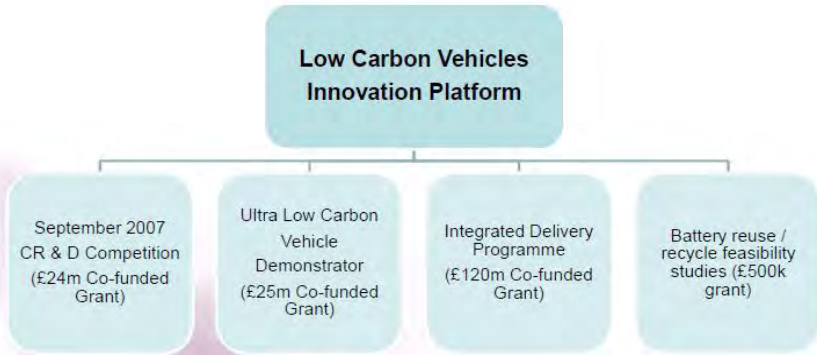 Low Carbon Vehicles
Innovation Platform
September 2007
CR & D Competition
(£24m Co-funded
Grant)
Ultra Low Carbon
Vehicle
Demonstrator
(£25m Co-funded
Grant)
Integrated Delivery
Programme
(£120m Co-funded
Grant)
Battery reuse /
recycle feasibility
studies (£500k
grant)